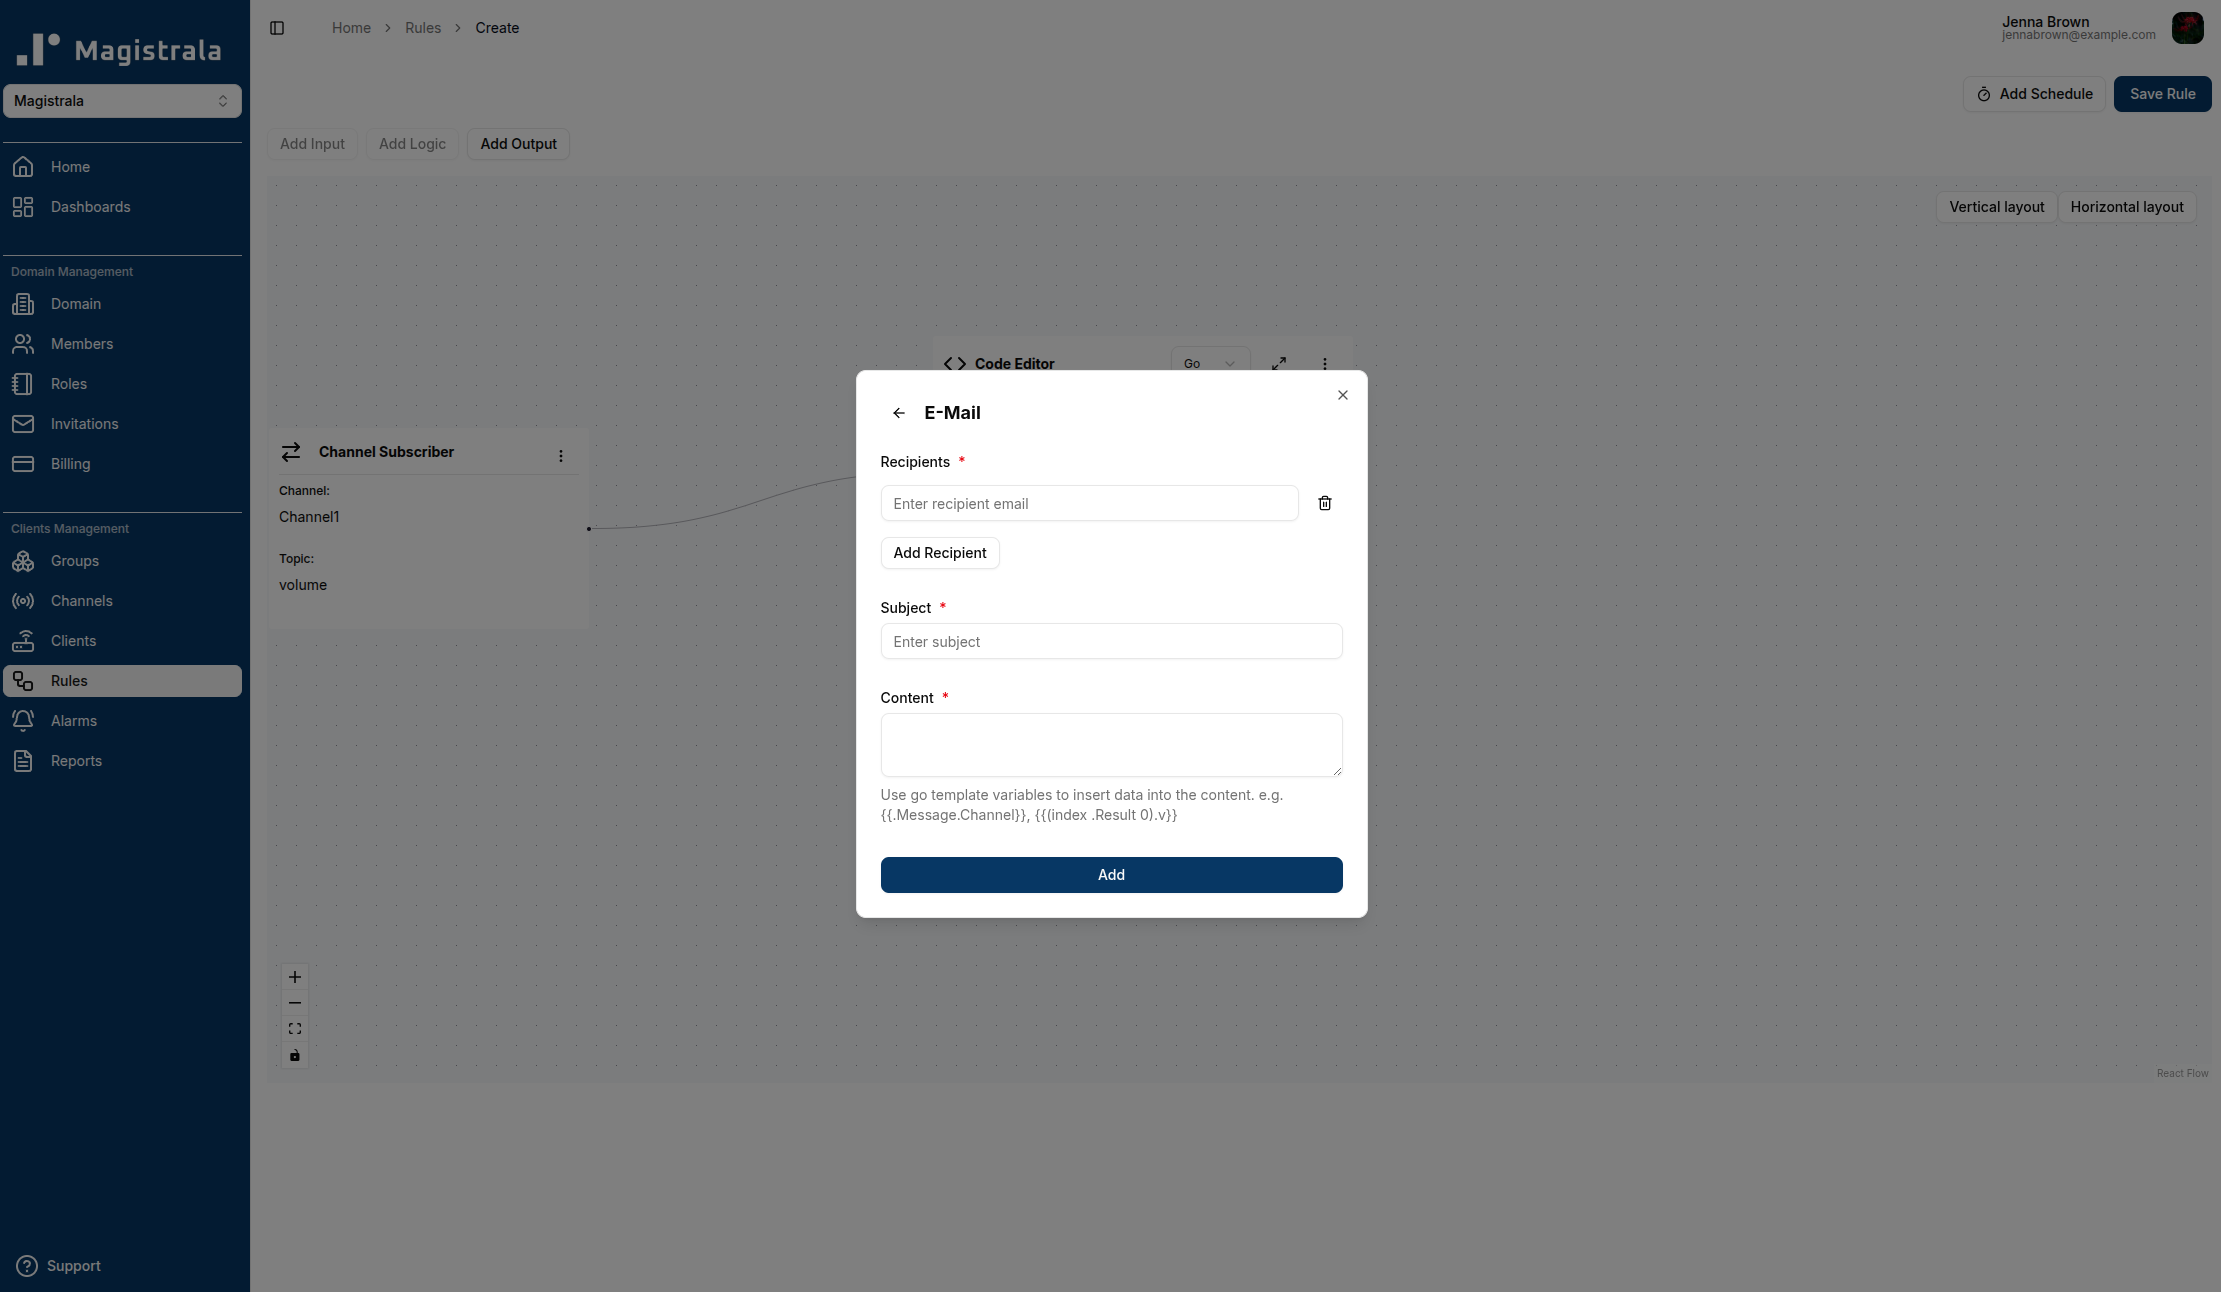 Magistrala
Magistrala
Home
Dashboards
Domain Management
Domain
Members
Roles
Invitations
Billing
Clients Management
Groups
Channels
Clients
Rules
Alarms
Reports
Support
Home > Rules > Create
Jenna Brown
jennabrown@example.com
Add Schedule
Save Rule
Add Input
Add Logic
Add Output
Vertical layout
Horizontal layout
Code Editor
Go
Channel Subscriber
Channel:
Channel1
Topic:
volume
E-Mail
Recipients *
Enter recipient email
Add Recipient
Subject *
Enter subject
Content *
Use go template variables to insert data into the content. e.g.
{{.Message.Channel}}, {{(index .Result 0).v}}
Add
React Flow